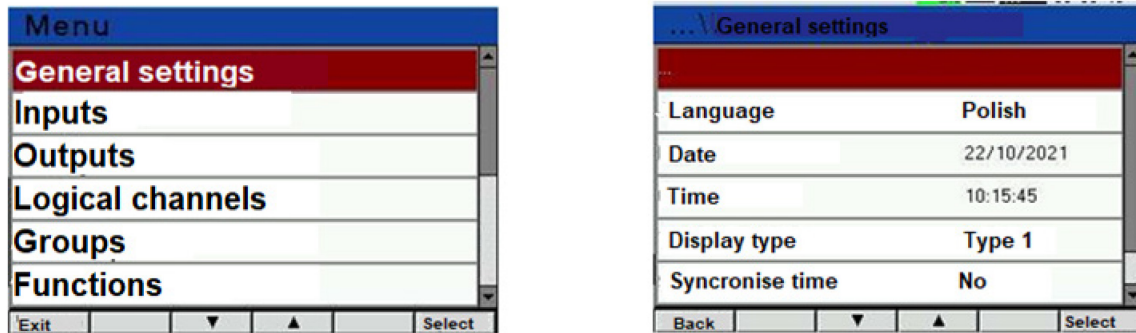 Menu
General settings
Inputs
Outputs
Logical channels
Groups
Functions
Exit ▼ ▲ Select
...\General settings
...
Language Polish
Date 22/10/2021
Time 10:15:45
Display type Type 1
Syncronise time No
Back ▼ ▲ Select